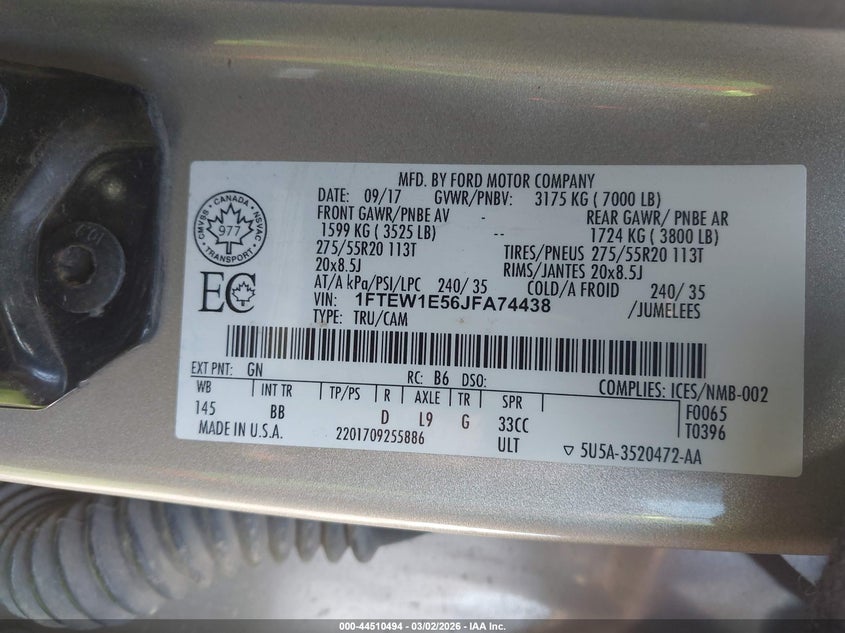 MFD. BY FORD MOTOR COMPANY
DATE: 09/17 GVWR/PNBV: 3175 KG ( 7000 LB)
FRONT GAWR/PNBE AV - REAR GAWR/ PNBE AR
1599 KG ( 3525 LB) -- 1724 KG ( 3800 LB)
275/55R20 113T TIRES/PNEUS 275/55R20 113T
20x8.5J RIMS/JANTES 20x8.5J
AT/A kPa/PSI/LPC 240/ 35 COLD/A FROID 240/ 35
VIN: 1FTEW1E56JFA74438 /JUMELEES
TYPE: TRU/CAM
CMVSS CANADA NSVAC
977
TRANSPORT
EC
EXT PNT: GN RC: B6 DSO: COMPLIES: ICES/NMB-002
WB INT TR TP/PS R AXLE TR SPR F0065
145 BB D L9 G 33CC T0396
MADE IN U.S.A. 2201709255886 ULT ▽ 5U5A-3520472-AA
000-44510494 — 03/02/2026 — IAA Inc.